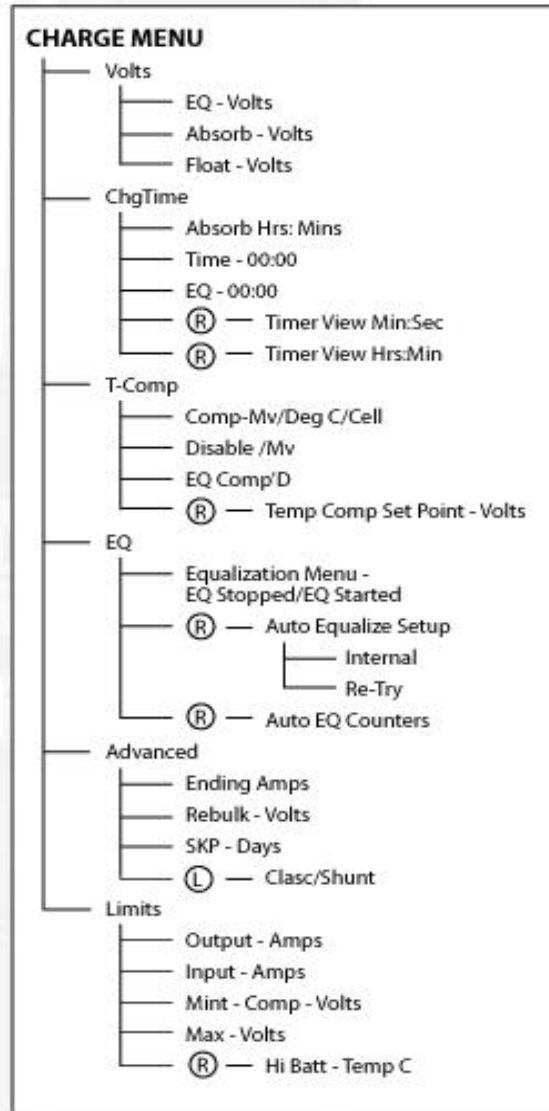 CHARGE MENU
Volts
EQ - Volts
Absorb - Volts
Float - Volts
ChgTime
Absorb Hrs: Mins
Time - 00:00
EQ - 00:00
R — Timer View Min:Sec
R — Timer View Hrs:Min
T-Comp
Comp-Mv/Deg C/Cell
Disable /Mv
EQ Comp'D
R — Temp Comp Set Point - Volts
EQ
Equalization Menu -
EQ Stopped/EQ Started
R — Auto Equalize Setup
Internal
Re-Try
R — Auto EQ Counters
Advanced
Ending Amps
Rebulk - Volts
SKP - Days
L — Clasc/Shunt
Limits
Output - Amps
Input - Amps
Mint - Comp - Volts
Max - Volts
R — Hi Batt - Temp C